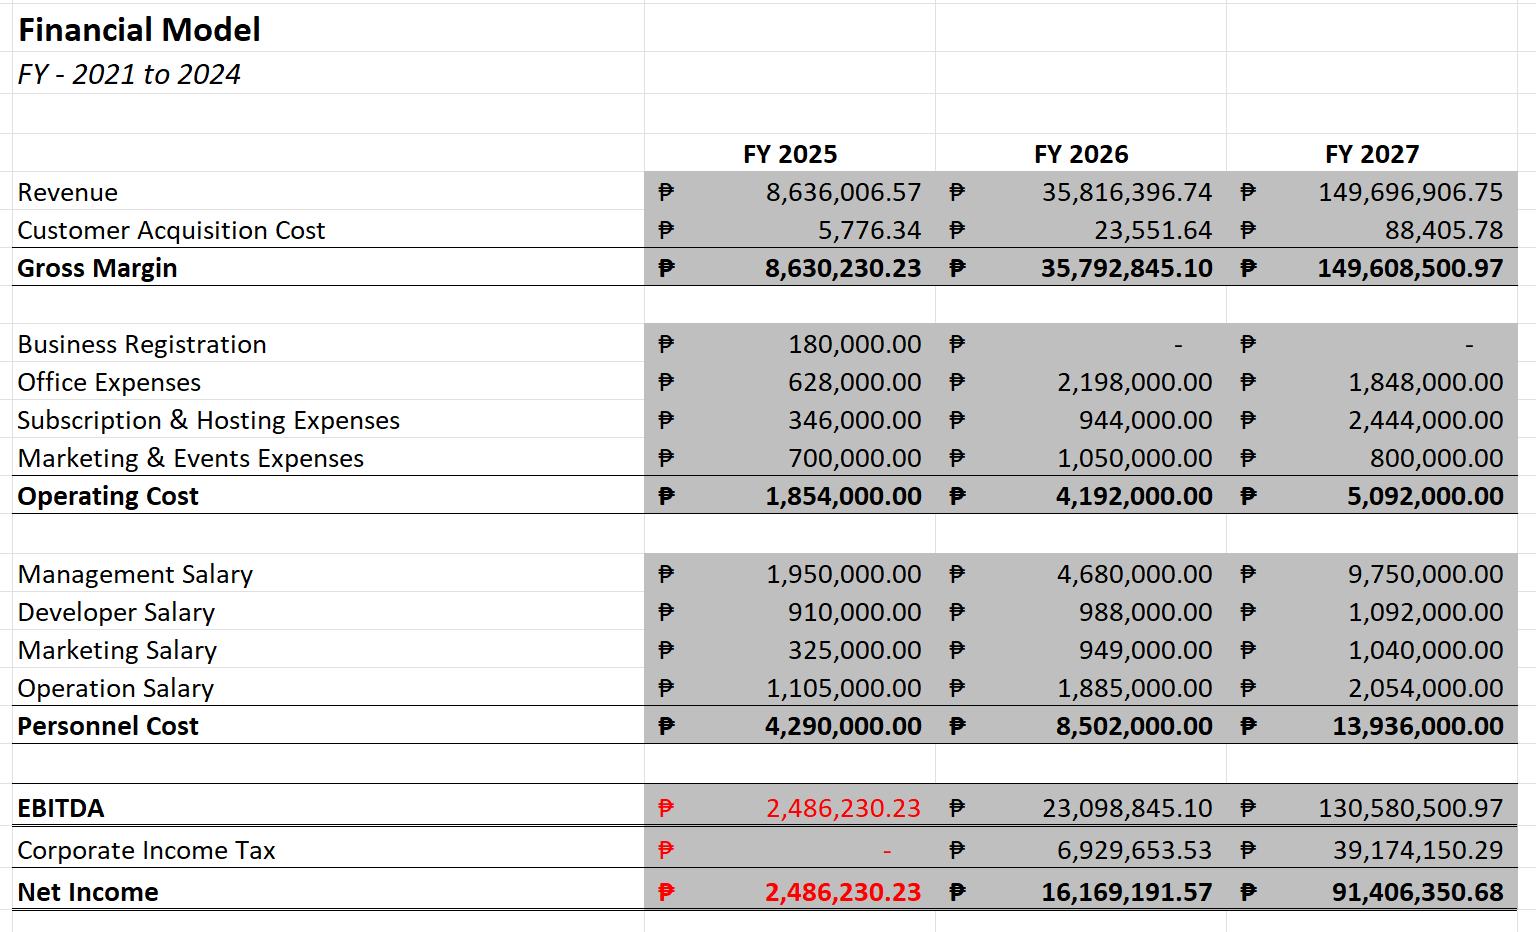 Financial Model
FY - 2021 to 2024
FY 2025 FY 2026 FY 2027
Revenue ₱ 8,636,006.57 ₱ 35,816,396.74 ₱ 149,696,906.75
Customer Acquisition Cost ₱ 5,776.34 ₱ 23,551.64 ₱ 88,405.78
Gross Margin ₱ 8,630,230.23 ₱ 35,792,845.10 ₱ 149,608,500.97
Business Registration ₱ 180,000.00 ₱ - ₱ -
Office Expenses ₱ 628,000.00 ₱ 2,198,000.00 ₱ 1,848,000.00
Subscription & Hosting Expenses ₱ 346,000.00 ₱ 944,000.00 ₱ 2,444,000.00
Marketing & Events Expenses ₱ 700,000.00 ₱ 1,050,000.00 ₱ 800,000.00
Operating Cost ₱ 1,854,000.00 ₱ 4,192,000.00 ₱ 5,092,000.00
Management Salary ₱ 1,950,000.00 ₱ 4,680,000.00 ₱ 9,750,000.00
Developer Salary ₱ 910,000.00 ₱ 988,000.00 ₱ 1,092,000.00
Marketing Salary ₱ 325,000.00 ₱ 949,000.00 ₱ 1,040,000.00
Operation Salary ₱ 1,105,000.00 ₱ 1,885,000.00 ₱ 2,054,000.00
Personnel Cost ₱ 4,290,000.00 ₱ 8,502,000.00 ₱ 13,936,000.00
EBITDA ₱ 2,486,230.23 ₱ 23,098,845.10 ₱ 130,580,500.97
Corporate Income Tax ₱ - ₱ 6,929,653.53 ₱ 39,174,150.29
Net Income ₱ 2,486,230.23 ₱ 16,169,191.57 ₱ 91,406,350.68